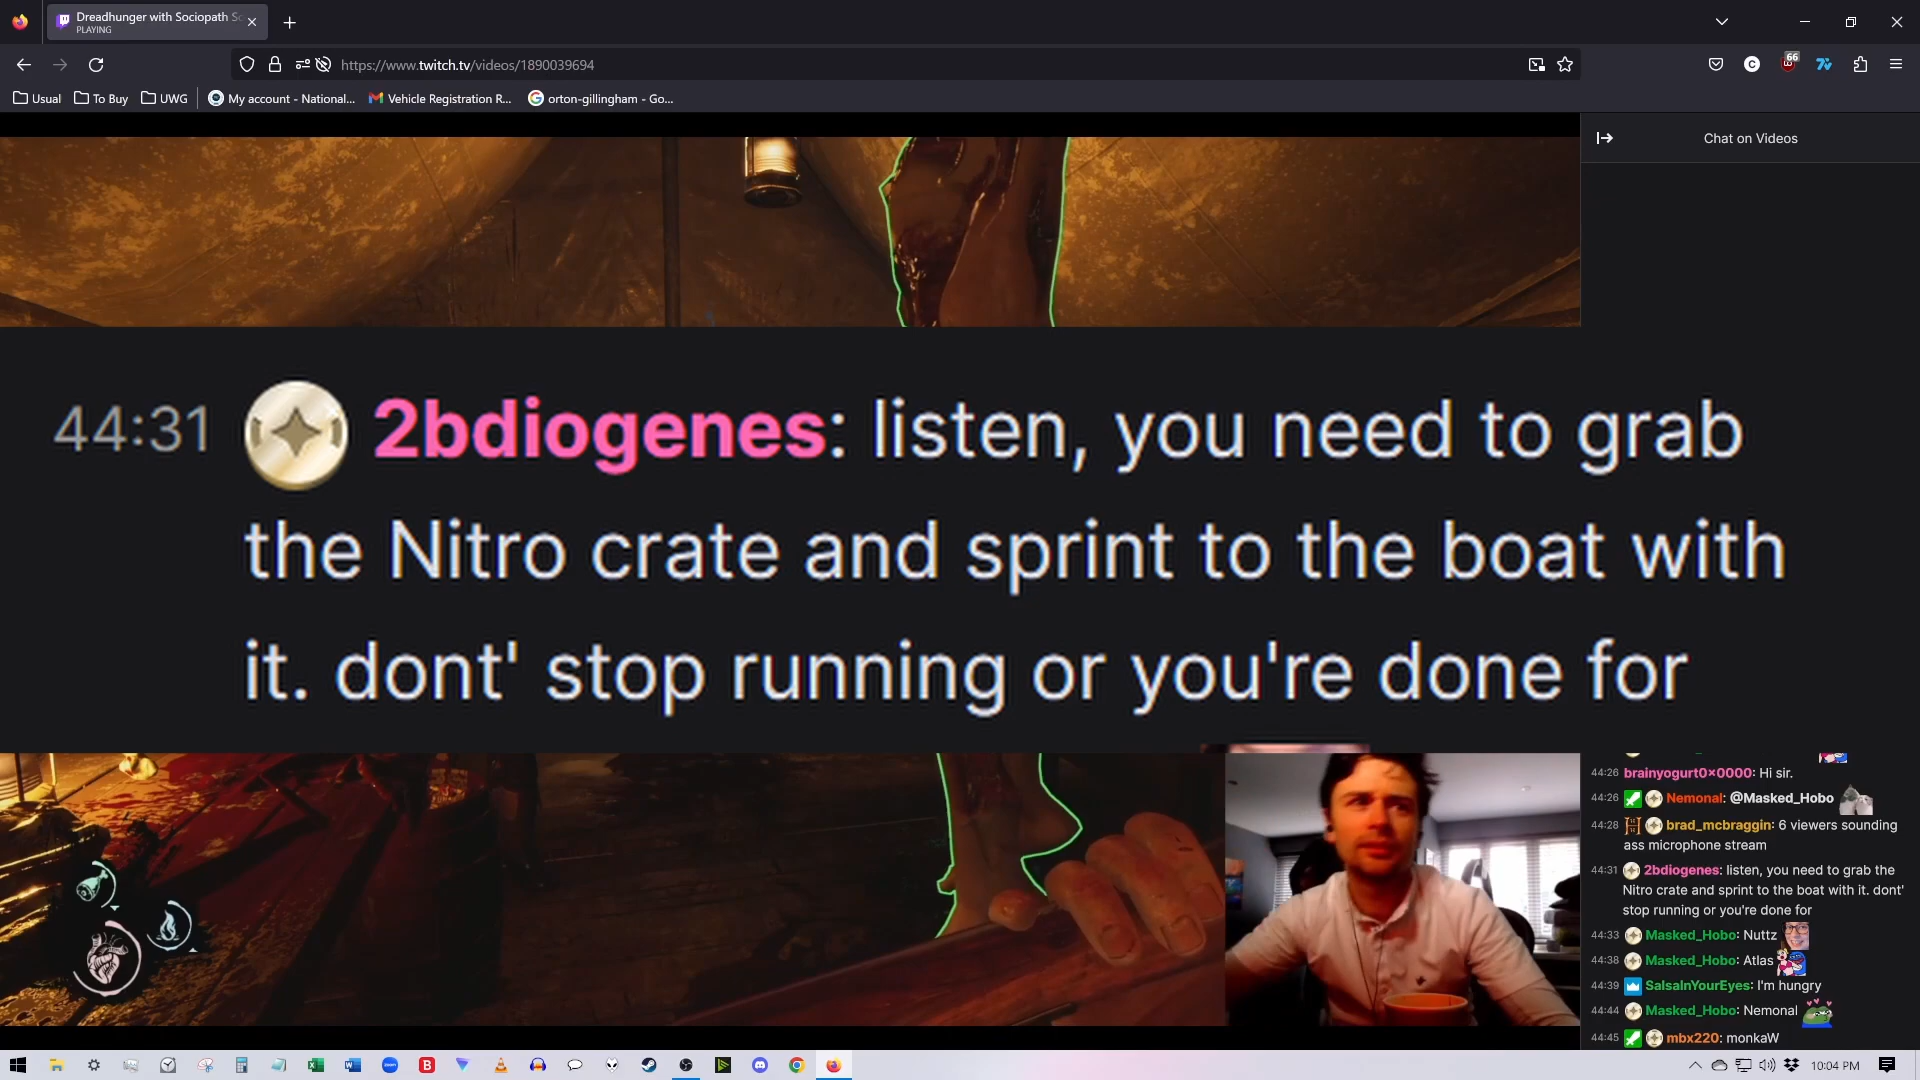 Dreadhunger with Sociopath So
PLAYING
https://www.twitch.tv/videos/1890039694
66
Usual To Buy UWG My account - National... Vehicle Registration R... orton-gillingham - Go...
Chat on Videos
44:31 2bdiogenes: listen, you need to grab
the Nitro crate and sprint to the boat with
it. dont' stop running or you're done for
44:26 brainyogurt0x0000: Hi sir.
44:26 Nemonal: @Masked_Hobo
44:28 brad_mcbraggin: 6 viewers sounding
ass microphone stream
44:31 2bdiogenes: listen, you need to grab the
Nitro crate and sprint to the boat with it. dont'
stop running or you're done for
44:33 Masked_Hobo: Nuttz
44:38 Masked_Hobo: Atlas
44:39 SalsaInYourEyes: I'm hungry
44:44 Masked_Hobo: Nemonal
44:45 mbx220: monkaW
10:04 PM